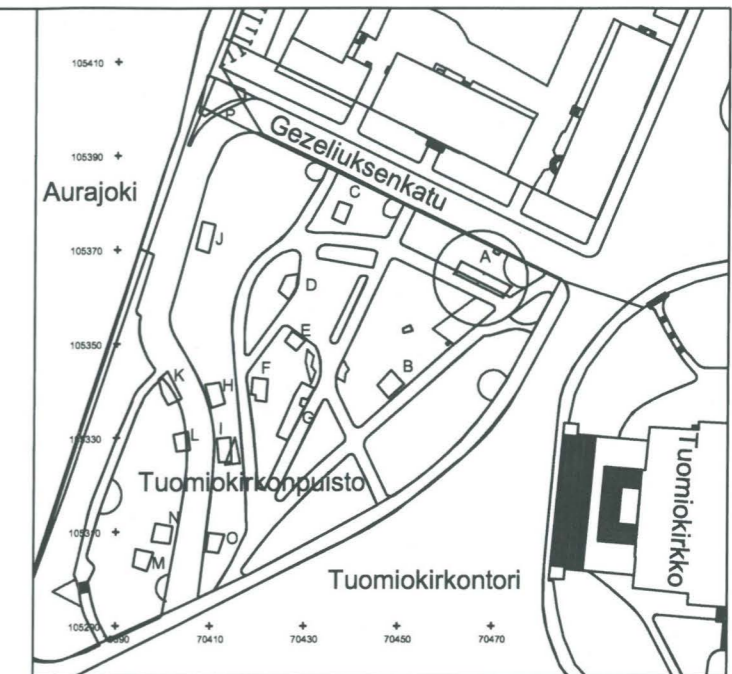 105410
Gezeliuksenkatu
P
105390
Aurajoki
C
105370
J
A
D
105350
E
K
H
F
B
G
105330
L
I
Tuomiokirkko
Tuomiokirkonpuisto
105310
N
O
M
Tuomiokirkontori
105290
70390 70410 70430 70450 70470